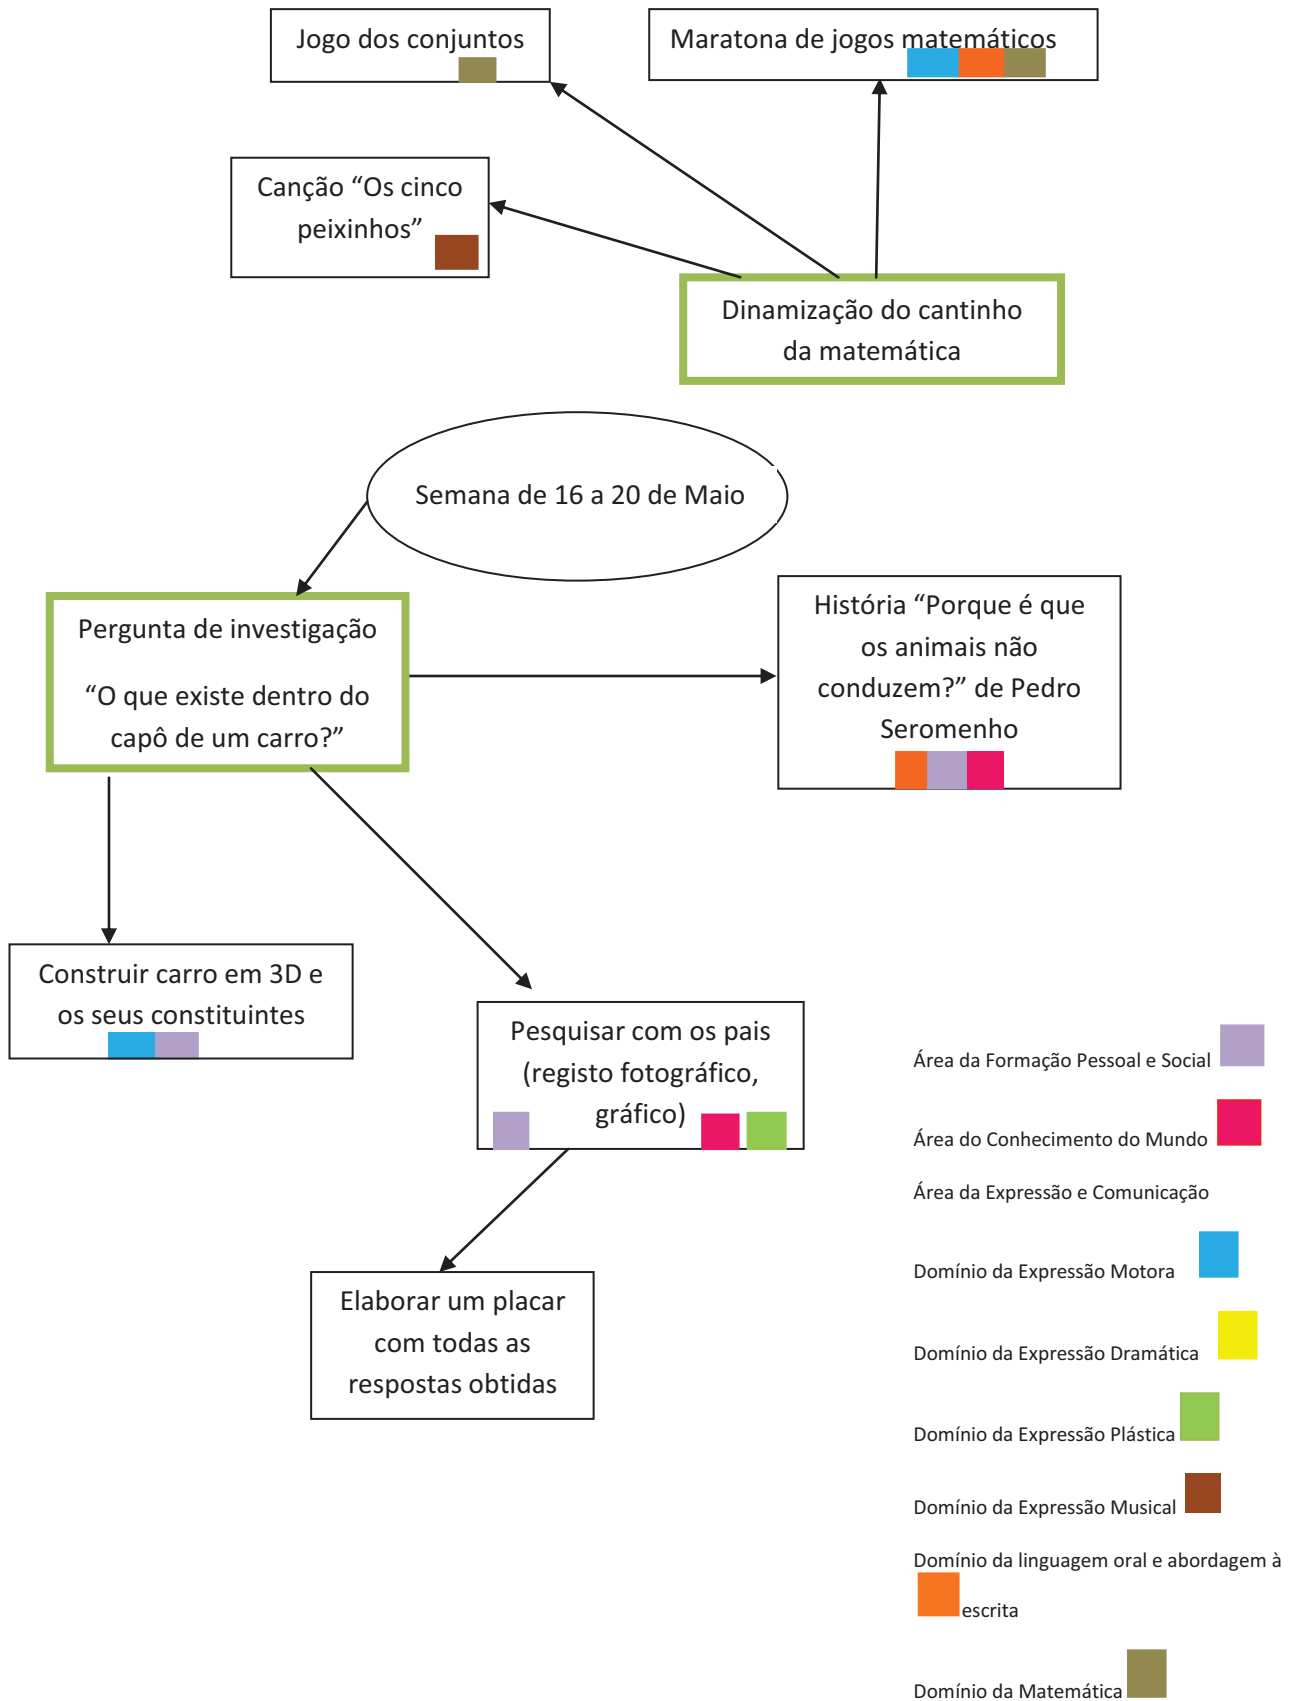 Jogo dos conjuntos
Maratona de jogos matemáticos
Canção “Os cinco
peixinhos”
Dinamização do cantinho
da matemática
Semana de 16 a 20 de Maio
Pergunta de investigação
“O que existe dentro do
capô de um carro?”
História “Porque é que
os animais não
conduzem?” de Pedro
Seromenho
Construir carro em 3D e
os seus constituintes
Pesquisar com os pais
(registo fotográfico,
gráfico)
Elaborar um placar
com todas as
respostas obtidas
Área da Formação Pessoal e Social
Área do Conhecimento do Mundo
Área da Expressão e Comunicação
Domínio da Expressão Motora
Domínio da Expressão Dramática
Domínio da Expressão Plástica
Domínio da Expressão Musical
Domínio da linguagem oral e abordagem à
escrita
Domínio da Matemática